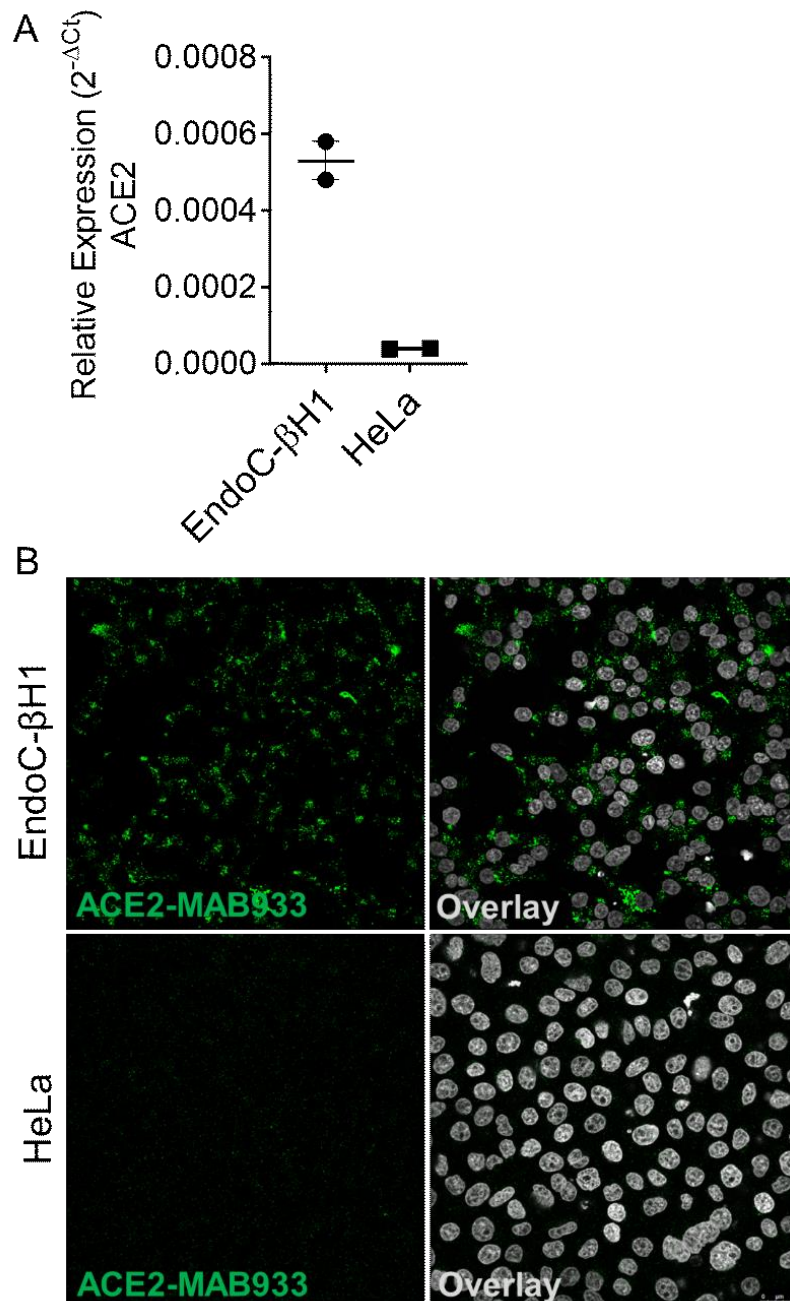 A
Relative Expression (2^-ΔCt)
ACE2
0.0008
0.0006
0.0004
0.0002
0.0000
EndoC-βH1
HeLa
B
EndoC-βH1
ACE2-MAB933
Overlay
HeLa
ACE2-MAB933
Overlay